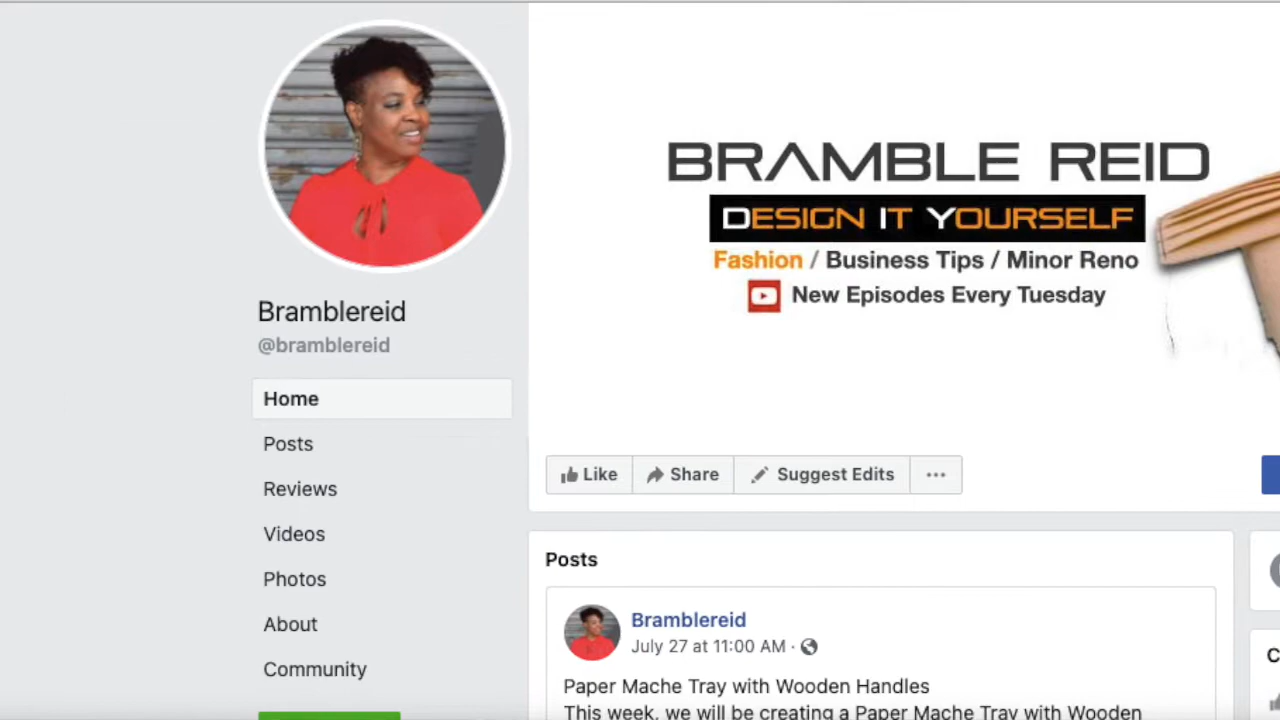 BRAMBLE REID
DESIGN IT YOURSELF
Fashion / Business Tips / Minor Reno
New Episodes Every Tuesday
Bramblereid
@bramblereid
Home
Posts
Reviews
Videos
Photos
About
Community
Like Share Suggest Edits ...
Posts
Bramblereid
July 27 at 11:00 AM ·
Paper Mache Tray with Wooden Handles
This week, we will be creating a Paper Mache Tray with Wooden